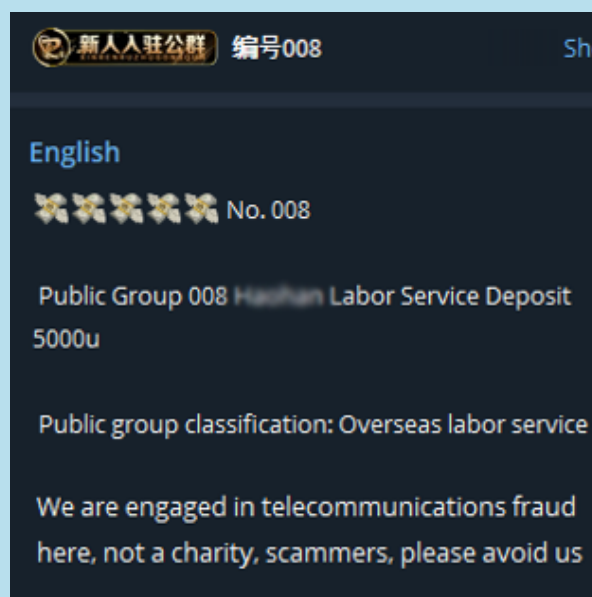 新人入驻公群 编号008 Sh
English
No. 008
Public Group 008 Labor Service Deposit
5000u
Public group classification: Overseas labor service
We are engaged in telecommunications fraud
here, not a charity, scammers, please avoid us